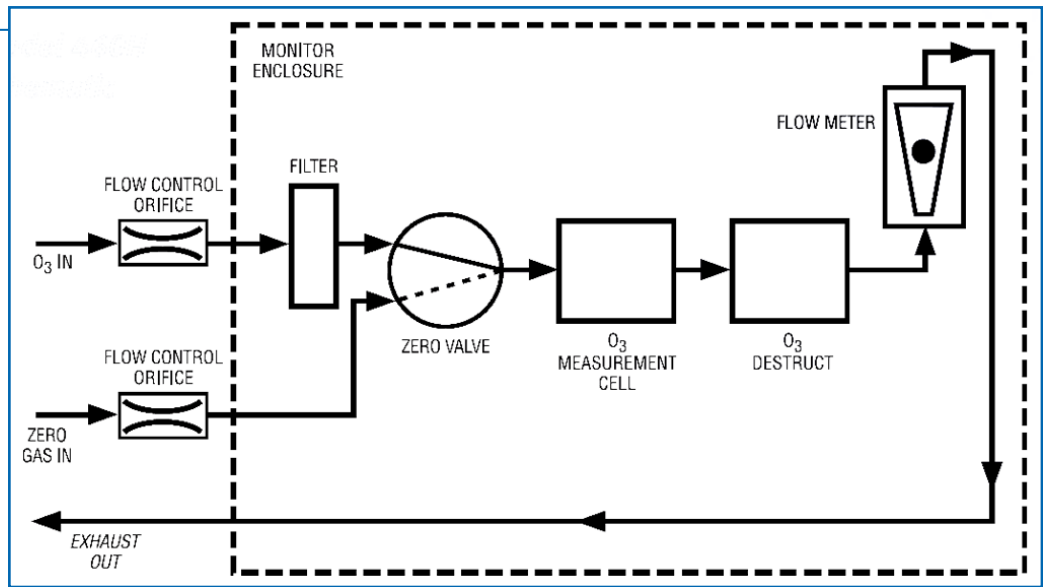 MONITOR
ENCLOSURE
FLOW METER
FILTER
FLOW CONTROL
ORIFICE
O₃ IN
ZERO VALVE
O₃
MEASUREMENT
CELL
O₃
DESTRUCT
FLOW CONTROL
ORIFICE
ZERO
GAS IN
EXHAUST
OUT